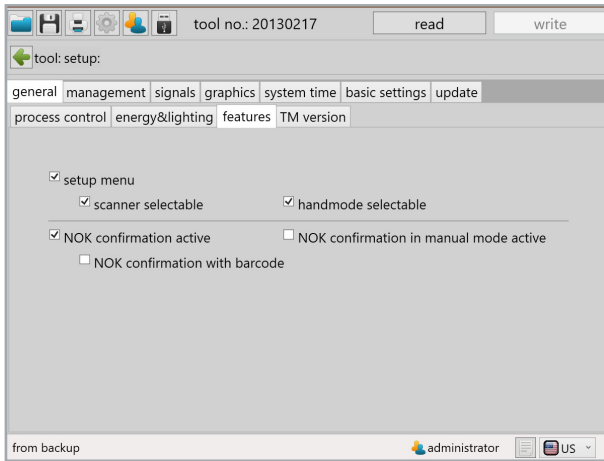 tool no.: 20130217 read write
tool: setup:
general management signals graphics system time basic settings update
process control energy&lighting features TM version
setup menu
scanner selectable handmode selectable
NOK confirmation active NOK confirmation in manual mode active
NOK confirmation with barcode
from backup administrator US